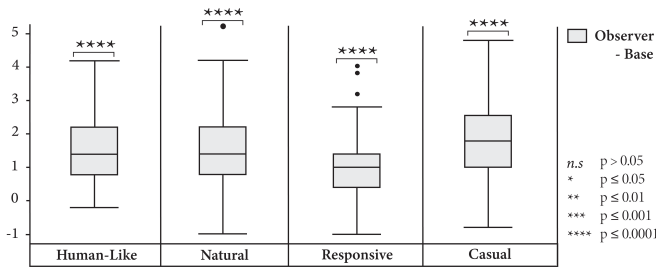 **** **** **** ****
5
4
3
2
1
0
-1
Human-Like Natural Responsive Casual
Observer
- Base
n.s p > 0.05
* p ≤ 0.05
** p ≤ 0.01
*** p ≤ 0.001
**** p ≤ 0.0001